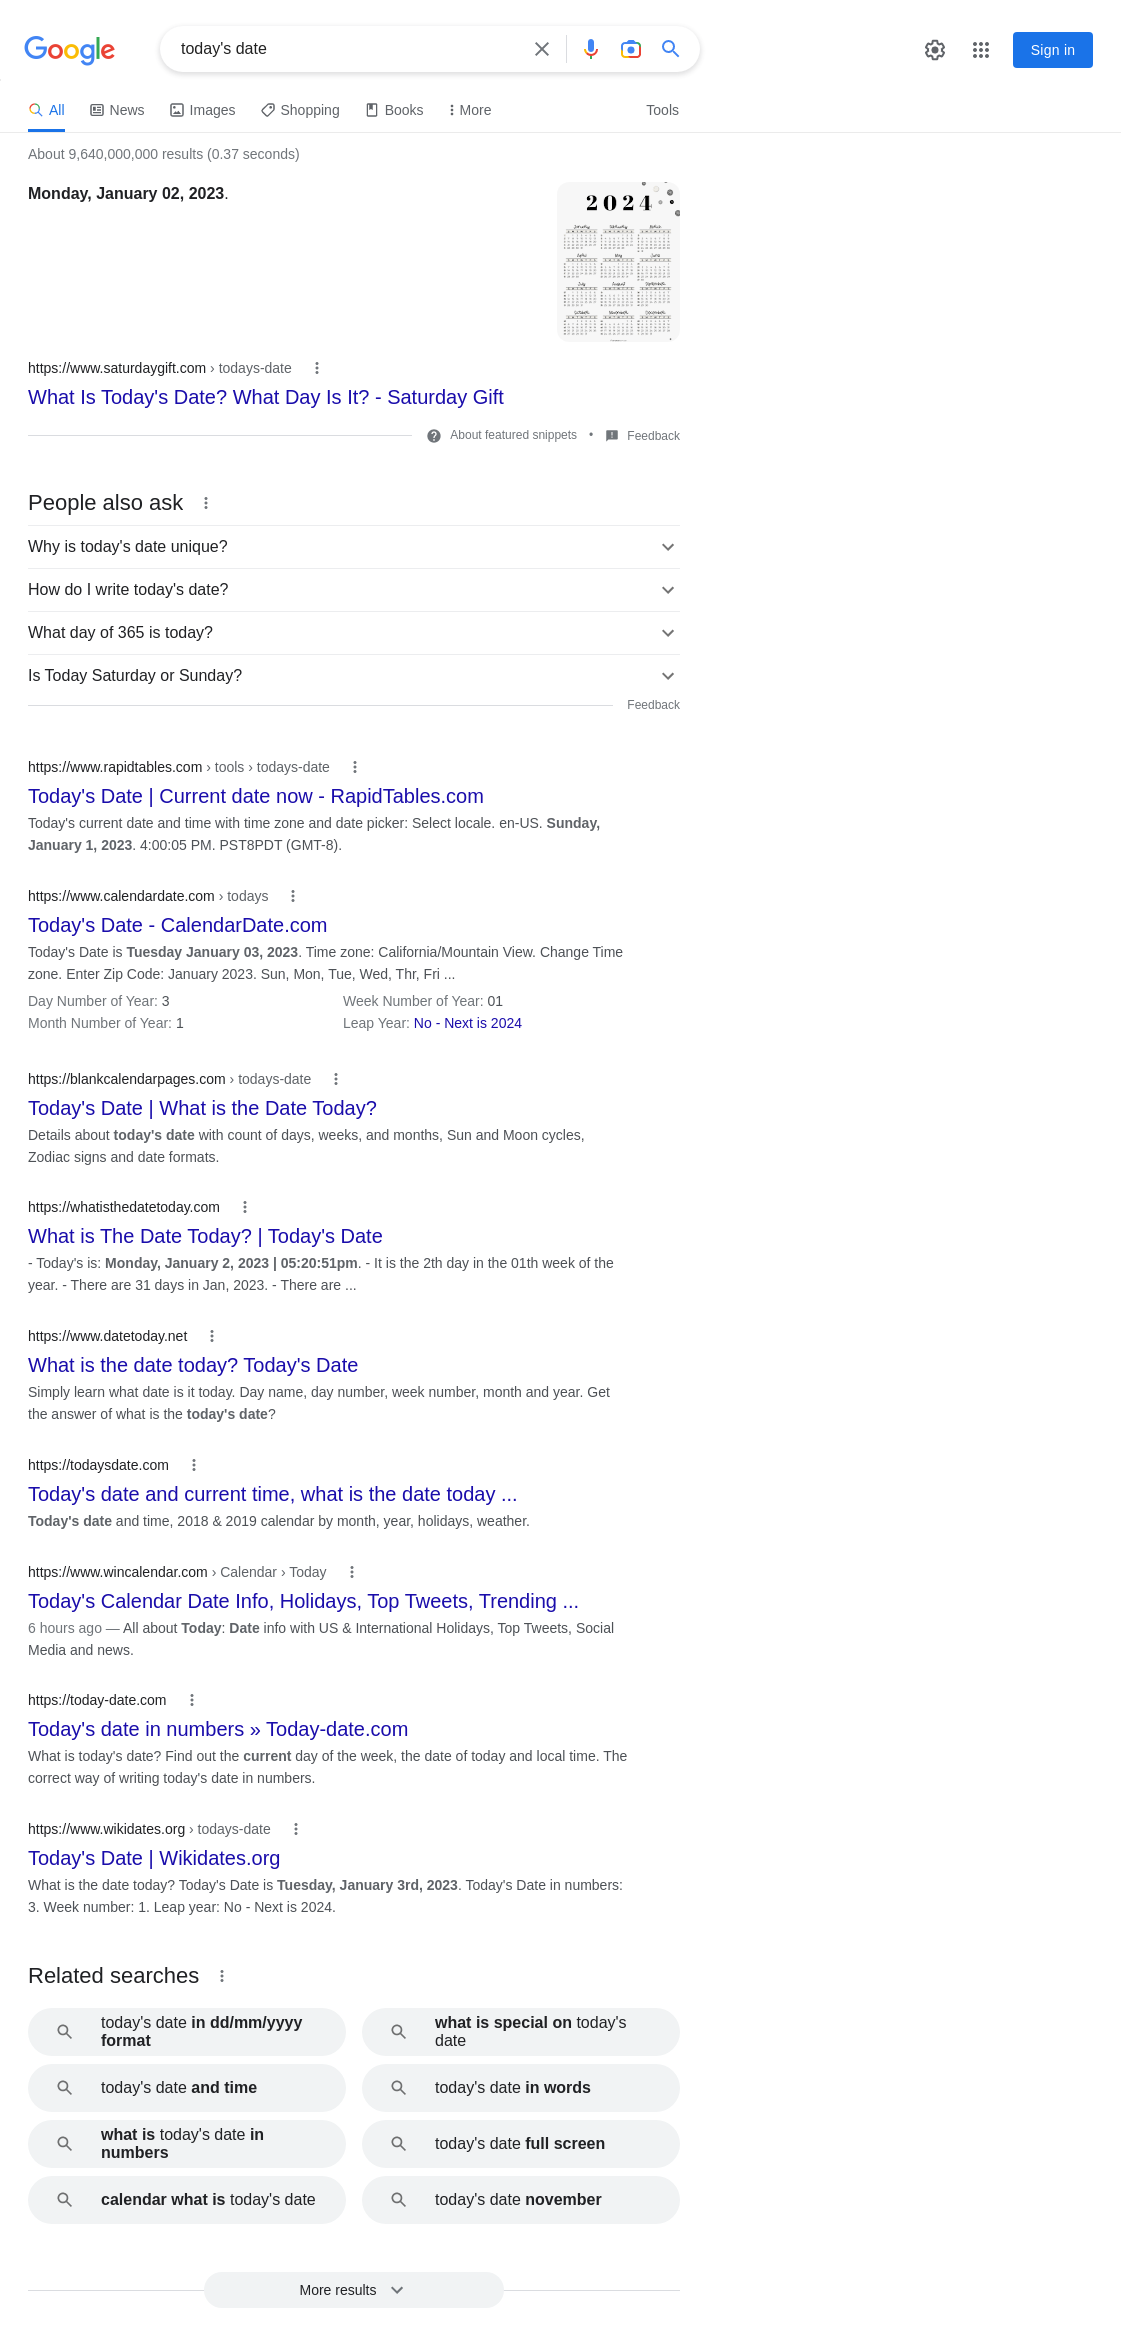 Google
today's date
Sign in
All
News
Images
Shopping
Books
More
Tools
About 9,640,000,000 results (0.37 seconds)
Monday, January 02, 2023.
2024
January February March
April May June
July August September
October November December
https://www.saturdaygift.com › todays-date
What Is Today's Date? What Day Is It? - Saturday Gift
About featured snippets • Feedback
People also ask
Why is today's date unique?
How do I write today's date?
What day of 365 is today?
Is Today Saturday or Sunday?
Feedback
https://www.rapidtables.com › tools › todays-date
Today's Date | Current date now - RapidTables.com
Today's current date and time with time zone and date picker: Select locale. en-US. Sunday,
January 1, 2023. 4:00:05 PM. PST8PDT (GMT-8).
https://www.calendardate.com › todays
Today's Date - CalendarDate.com
Today's Date is Tuesday January 03, 2023. Time zone: California/Mountain View. Change Time
zone. Enter Zip Code: January 2023. Sun, Mon, Tue, Wed, Thr, Fri ...
Day Number of Year: 3
Week Number of Year: 01
Month Number of Year: 1
Leap Year: No - Next is 2024
https://blankcalendarpages.com › todays-date
Today's Date | What is the Date Today?
Details about today's date with count of days, weeks, and months, Sun and Moon cycles,
Zodiac signs and date formats.
https://whatisthedatetoday.com
What is The Date Today? | Today's Date
- Today's is: Monday, January 2, 2023 | 05:20:51pm. - It is the 2th day in the 01th week of the
year. - There are 31 days in Jan, 2023. - There are ...
https://www.datetoday.net
What is the date today? Today's Date
Simply learn what date is it today. Day name, day number, week number, month and year. Get
the answer of what is the today's date?
https://todaysdate.com
Today's date and current time, what is the date today ...
Today's date and time, 2018 & 2019 calendar by month, year, holidays, weather.
https://www.wincalendar.com › Calendar › Today
Today's Calendar Date Info, Holidays, Top Tweets, Trending ...
6 hours ago — All about Today: Date info with US & International Holidays, Top Tweets, Social
Media and news.
https://today-date.com
Today's date in numbers » Today-date.com
What is today's date? Find out the current day of the week, the date of today and local time. The
correct way of writing today's date in numbers.
https://www.wikidates.org › todays-date
Today's Date | Wikidates.org
What is the date today? Today's Date is Tuesday, January 3rd, 2023. Today's Date in numbers:
3. Week number: 1. Leap year: No - Next is 2024.
Related searches
today's date in dd/mm/yyyy
format
what is special on today's
date
today's date and time
today's date in words
what is today's date in
numbers
today's date full screen
calendar what is today's date
today's date november
More results